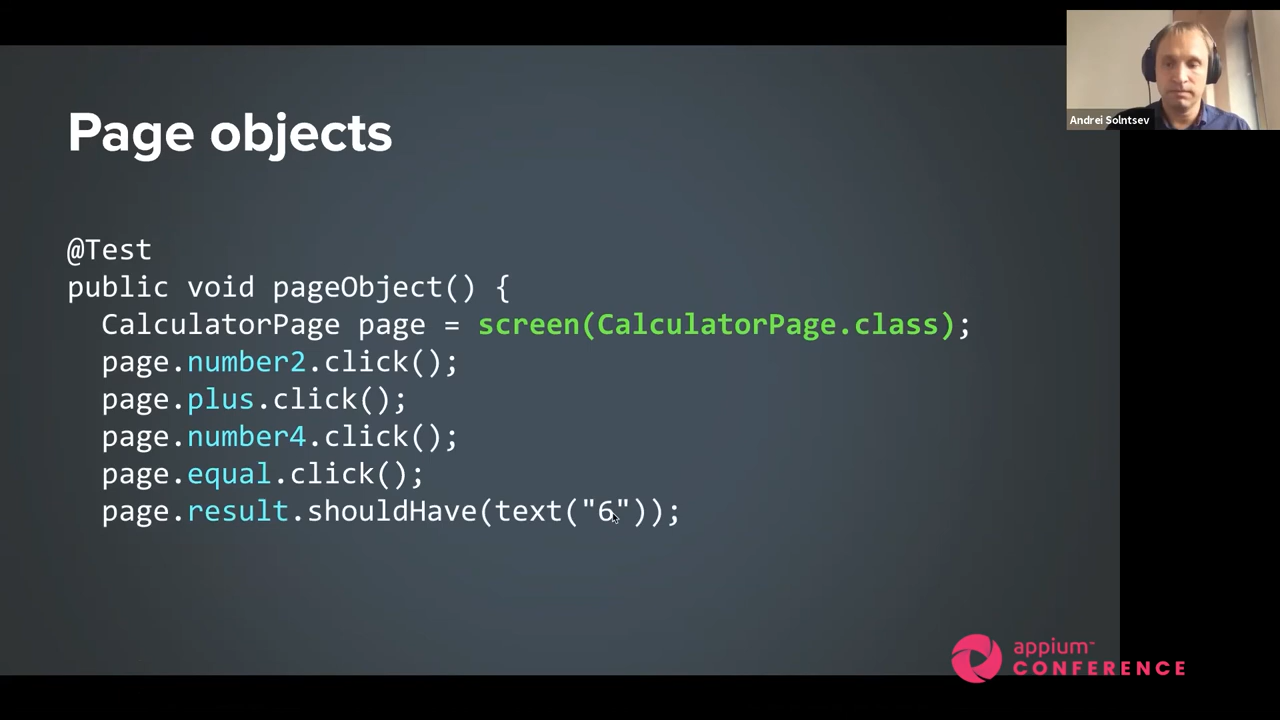 Page objects
Andrei Solntsev
@Test
public void pageObject() {
  CalculatorPage page = screen(CalculatorPage.class);
  page.number2.click();
  page.plus.click();
  page.number4.click();
  page.equal.click();
  page.result.shouldHave(text("6"));
appium™
CONFERENCE